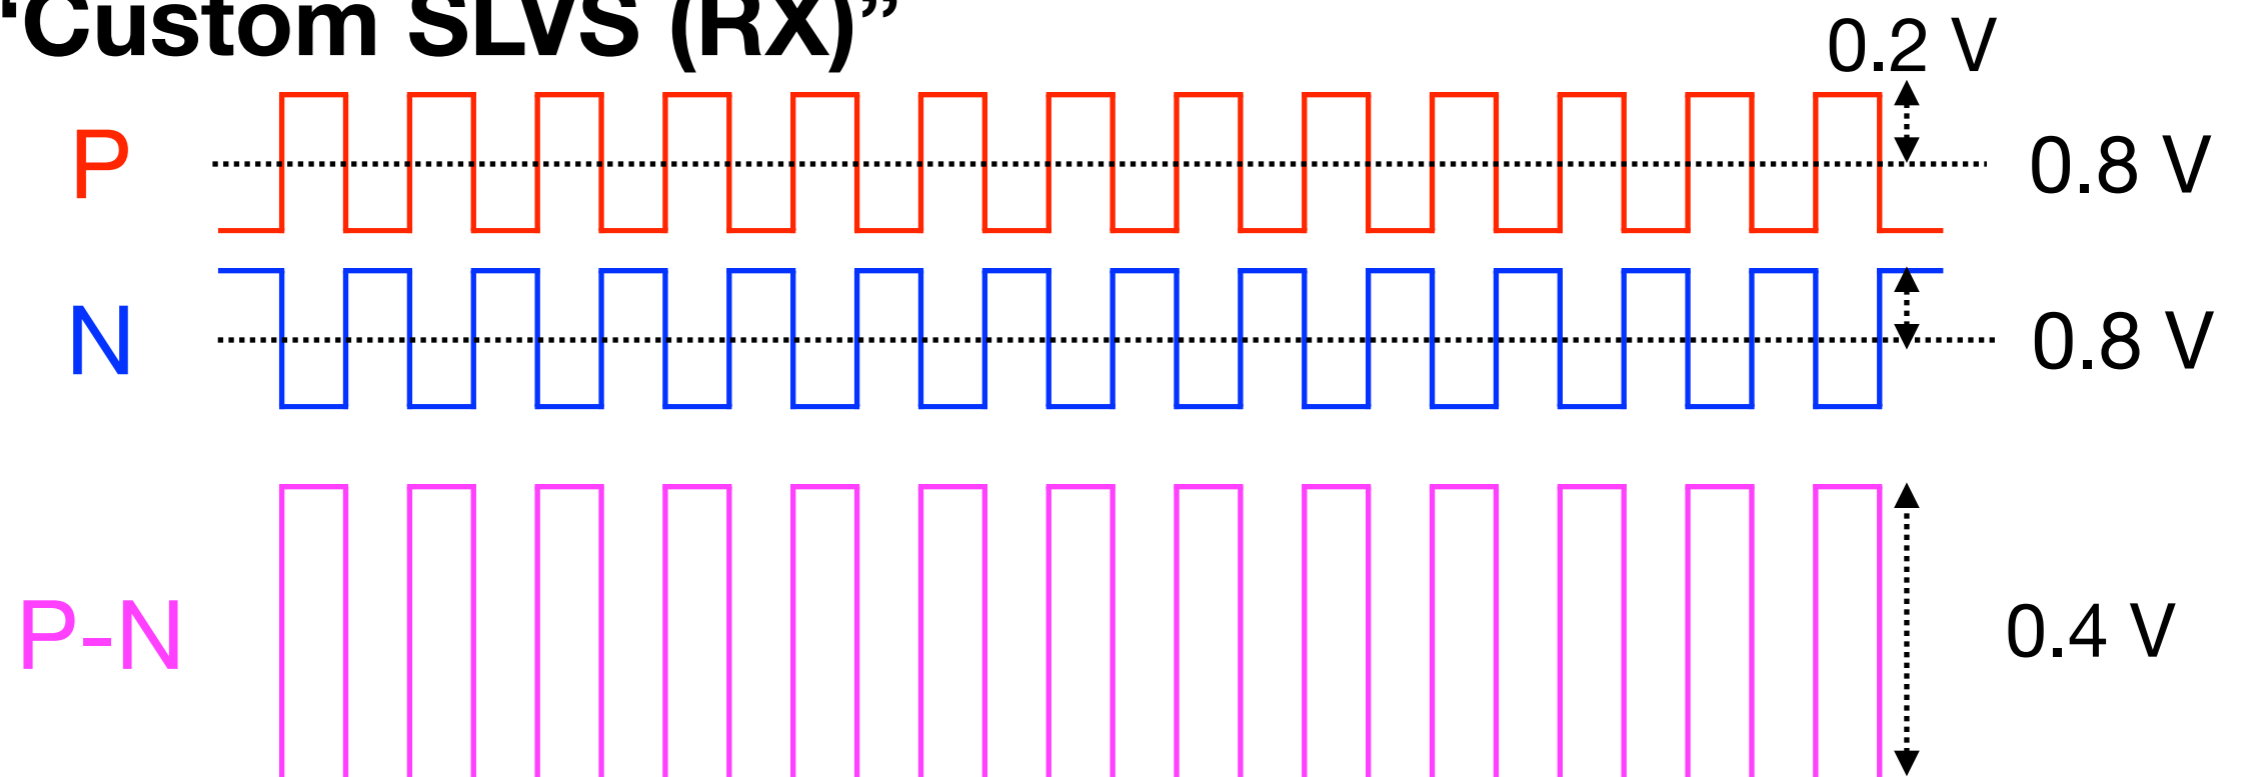 “Custom SLVS (RX)”
0.2 V
P
0.8 V
N
0.8 V
P-N
0.4 V